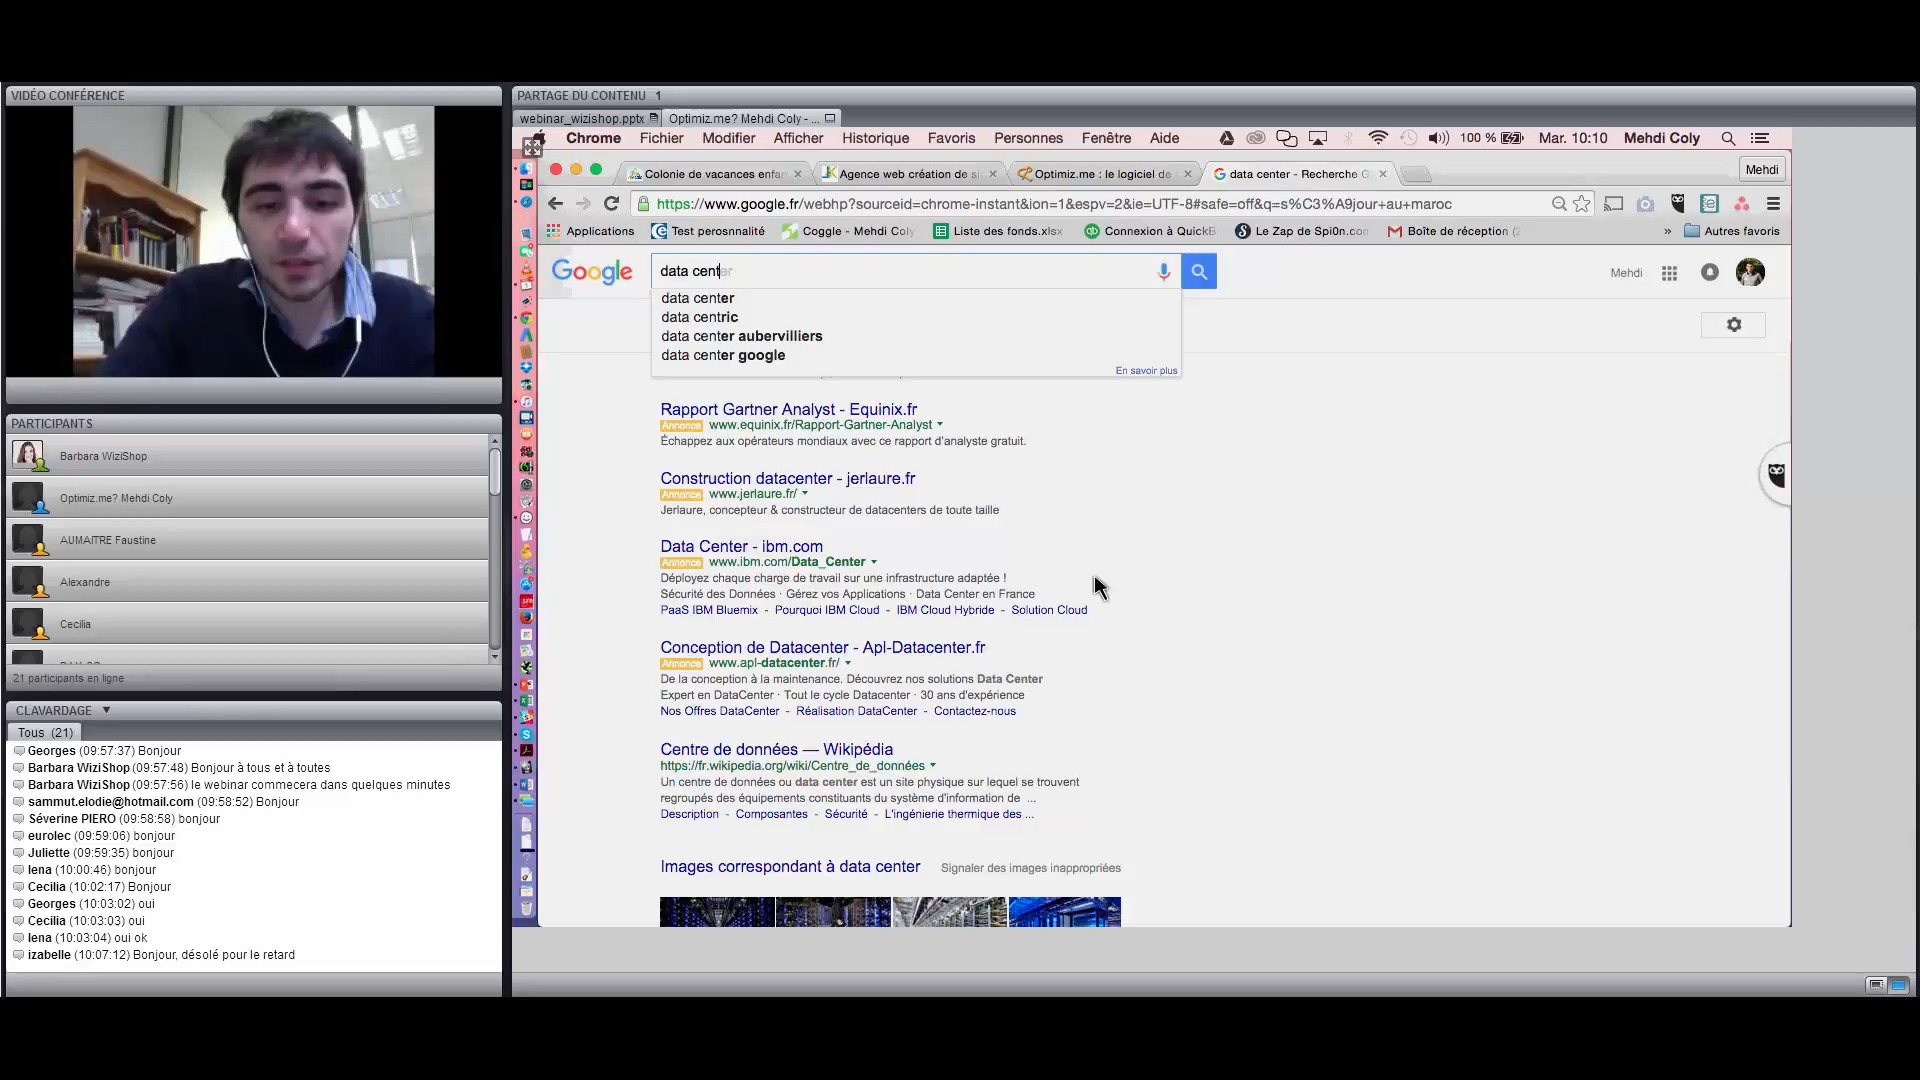 VIDÉO CONFÉRENCE
PARTICIPANTS
Barbara WiziShop
Optimiz.me? Mehdi Coly
AUMAITRE Faustine
Alexandre
Cecilia
21 participants en ligne
CLAVARDAGE
Tous (21)
Georges (09:57:37) Bonjour
Barbara WiziShop (09:57:48) Bonjour à tous et à toutes
Barbara WiziShop (09:57:56) le webinar commecera dans quelques minutes
sammut.elodie@hotmail.com (09:58:52) Bonjour
Séverine PIERO (09:58:58) bonjour
eurolec (09:59:06) bonjour
Juliette (09:59:35) bonjour
lena (10:00:46) bonjour
Cecilia (10:02:17) Bonjour
Georges (10:03:02) oui
Cecilia (10:03:03) oui
lena (10:03:04) oui ok
izabelle (10:07:12) Bonjour, désolé pour le retard
PARTAGE DU CONTENU 1
webinar_wizishop.pptx Optimiz.me? Mehdi Coly - ...
Chrome Fichier Modifier Afficher Historique Favoris Personnes Fenêtre Aide 100 % Mar. 10:10 Mehdi Coly
Colonie de vacances enfan Agence web création de si Optimiz.me : le logiciel de data center - Recherche G Mehdi
https://www.google.fr/webhp?sourceid=chrome-instant&ion=1&espv=2&ie=UTF-8#safe=off&q=s%C3%A9jour+au+maroc
Applications Test perosnnalité Coggle - Mehdi Coly Liste des fonds.xlsx Connexion à QuickB Le Zap de Spi0n.com Boîte de réception (2 » Autres favoris
Google data center Mehdi
data center
data centric
data center aubervilliers
data center google
En savoir plus
Rapport Gartner Analyst - Equinix.fr
Annonce www.equinix.fr/Rapport-Gartner-Analyst
Échappez aux opérateurs mondiaux avec ce rapport d'analyste gratuit.
Construction datacenter - jerlaure.fr
Annonce www.jerlaure.fr/
Jerlaure, concepteur & constructeur de datacenters de toute taille
Data Center - ibm.com
Annonce www.ibm.com/Data_Center
Déployez chaque charge de travail sur une infrastructure adaptée !
Sécurité des Données · Gérez vos Applications · Data Center en France
PaaS IBM Bluemix - Pourquoi IBM Cloud - IBM Cloud Hybride - Solution Cloud
Conception de Datacenter - Apl-Datacenter.fr
Annonce www.apl-datacenter.fr/
De la conception à la maintenance. Découvrez nos solutions Data Center
Expert en DataCenter · Tout le cycle Datacenter · 30 ans d'expérience
Nos Offres DataCenter - Réalisation DataCenter - Contactez-nous
Centre de données — Wikipédia
https://fr.wikipedia.org/wiki/Centre_de_données
Un centre de données ou data center est un site physique sur lequel se trouvent
regroupés des équipements constituants du système d'information de ...
Description - Composantes - Sécurité - L'ingénierie thermique des ...
Images correspondant à data center Signaler des images inappropriées